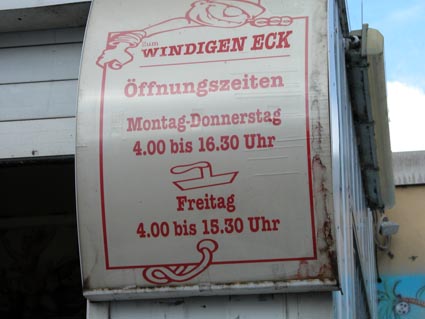 Zum
WINDIGEN ECK
Öffnungszeiten
Montag-Donnerstag
4.00 bis 16.30 Uhr
Freitag
4.00 bis 15.30 Uhr